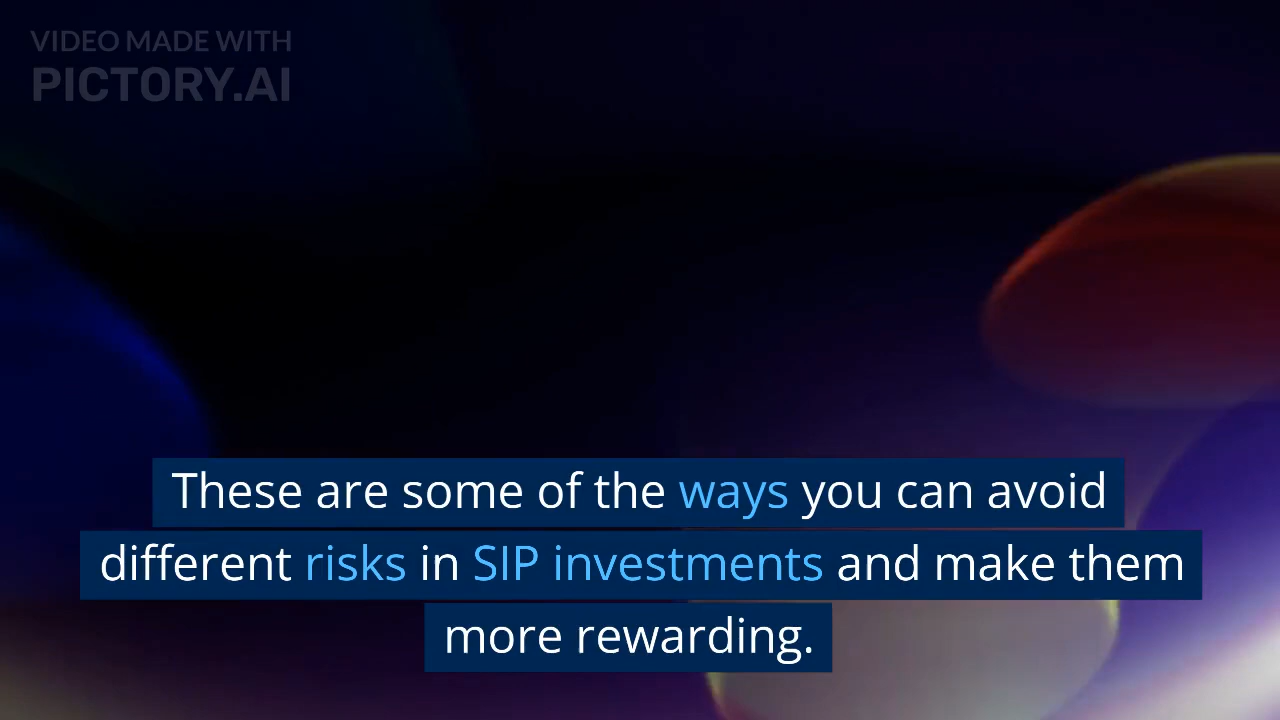 VIDEO MADE WITH
PICTORY.AI
These are some of the ways you can avoid
different risks in SIP investments and make them
more rewarding.